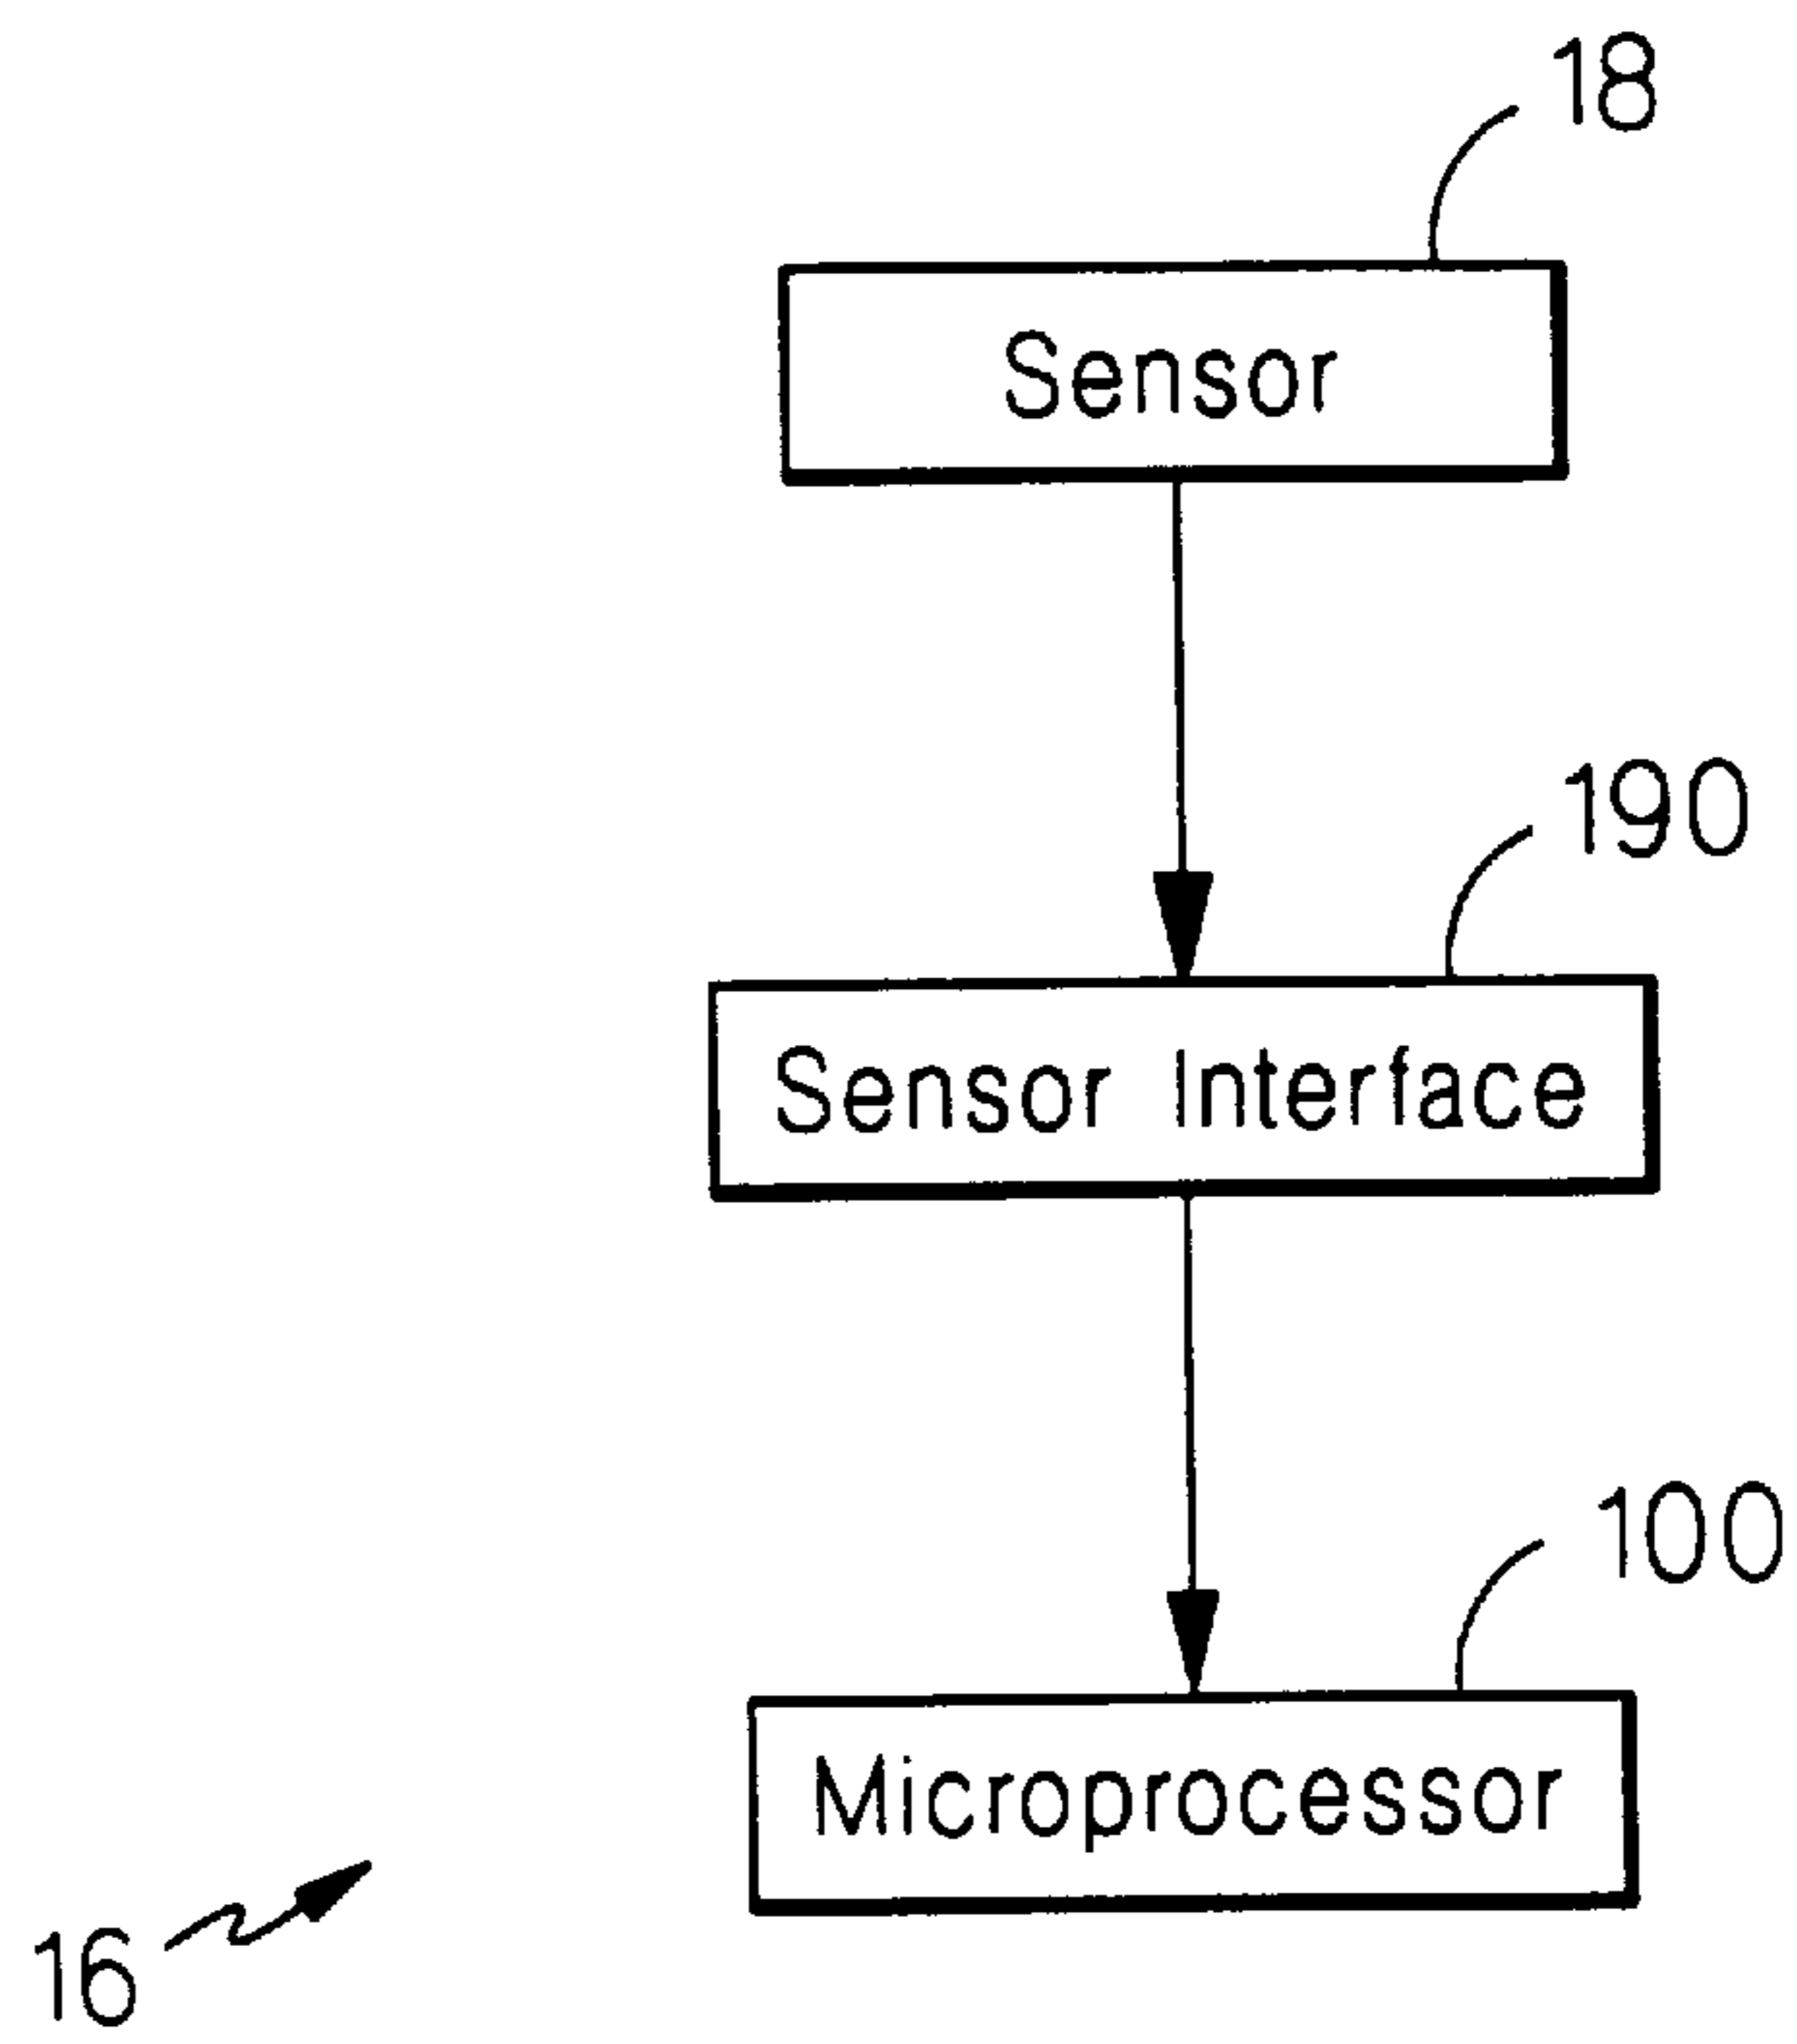 18
Sensor
190
Sensor Interface
100
Microprocessor
16